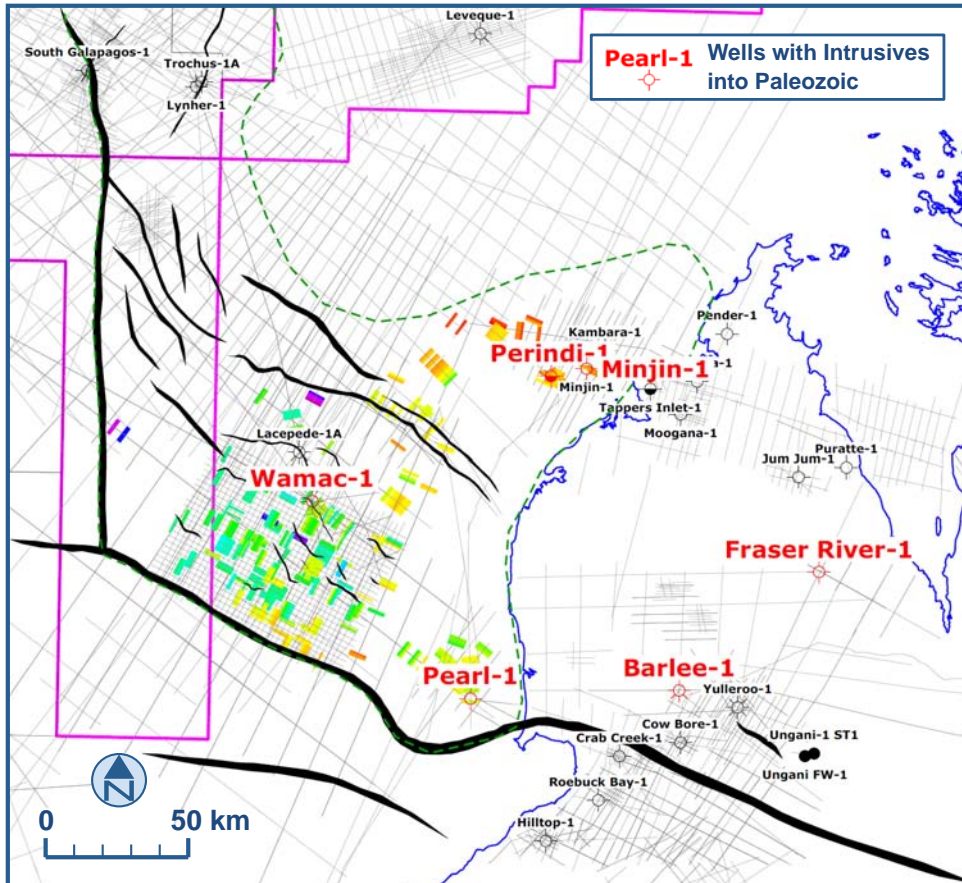 Leveque-1
South Galapagos-1
Trochus-1A
Lynher-1
Pearl-1 Wells with Intrusives
into Paleozoic
Pender-1
Kambara-1
Perindi-1
Minjin-1
a-1
Minjin-1
Tappers Inlet-1
Moogana-1
Lacepede-1A
Puratte-1
Jum Jum-1
Wamac-1
Fraser River-1
Barlee-1
Pearl-1
Yulleroo-1
Cow Bore-1
Ungani-1 ST1
Crab Creek-1
Ungani FW-1
Roebuck Bay-1
Hilltop-1
N
0 50 km